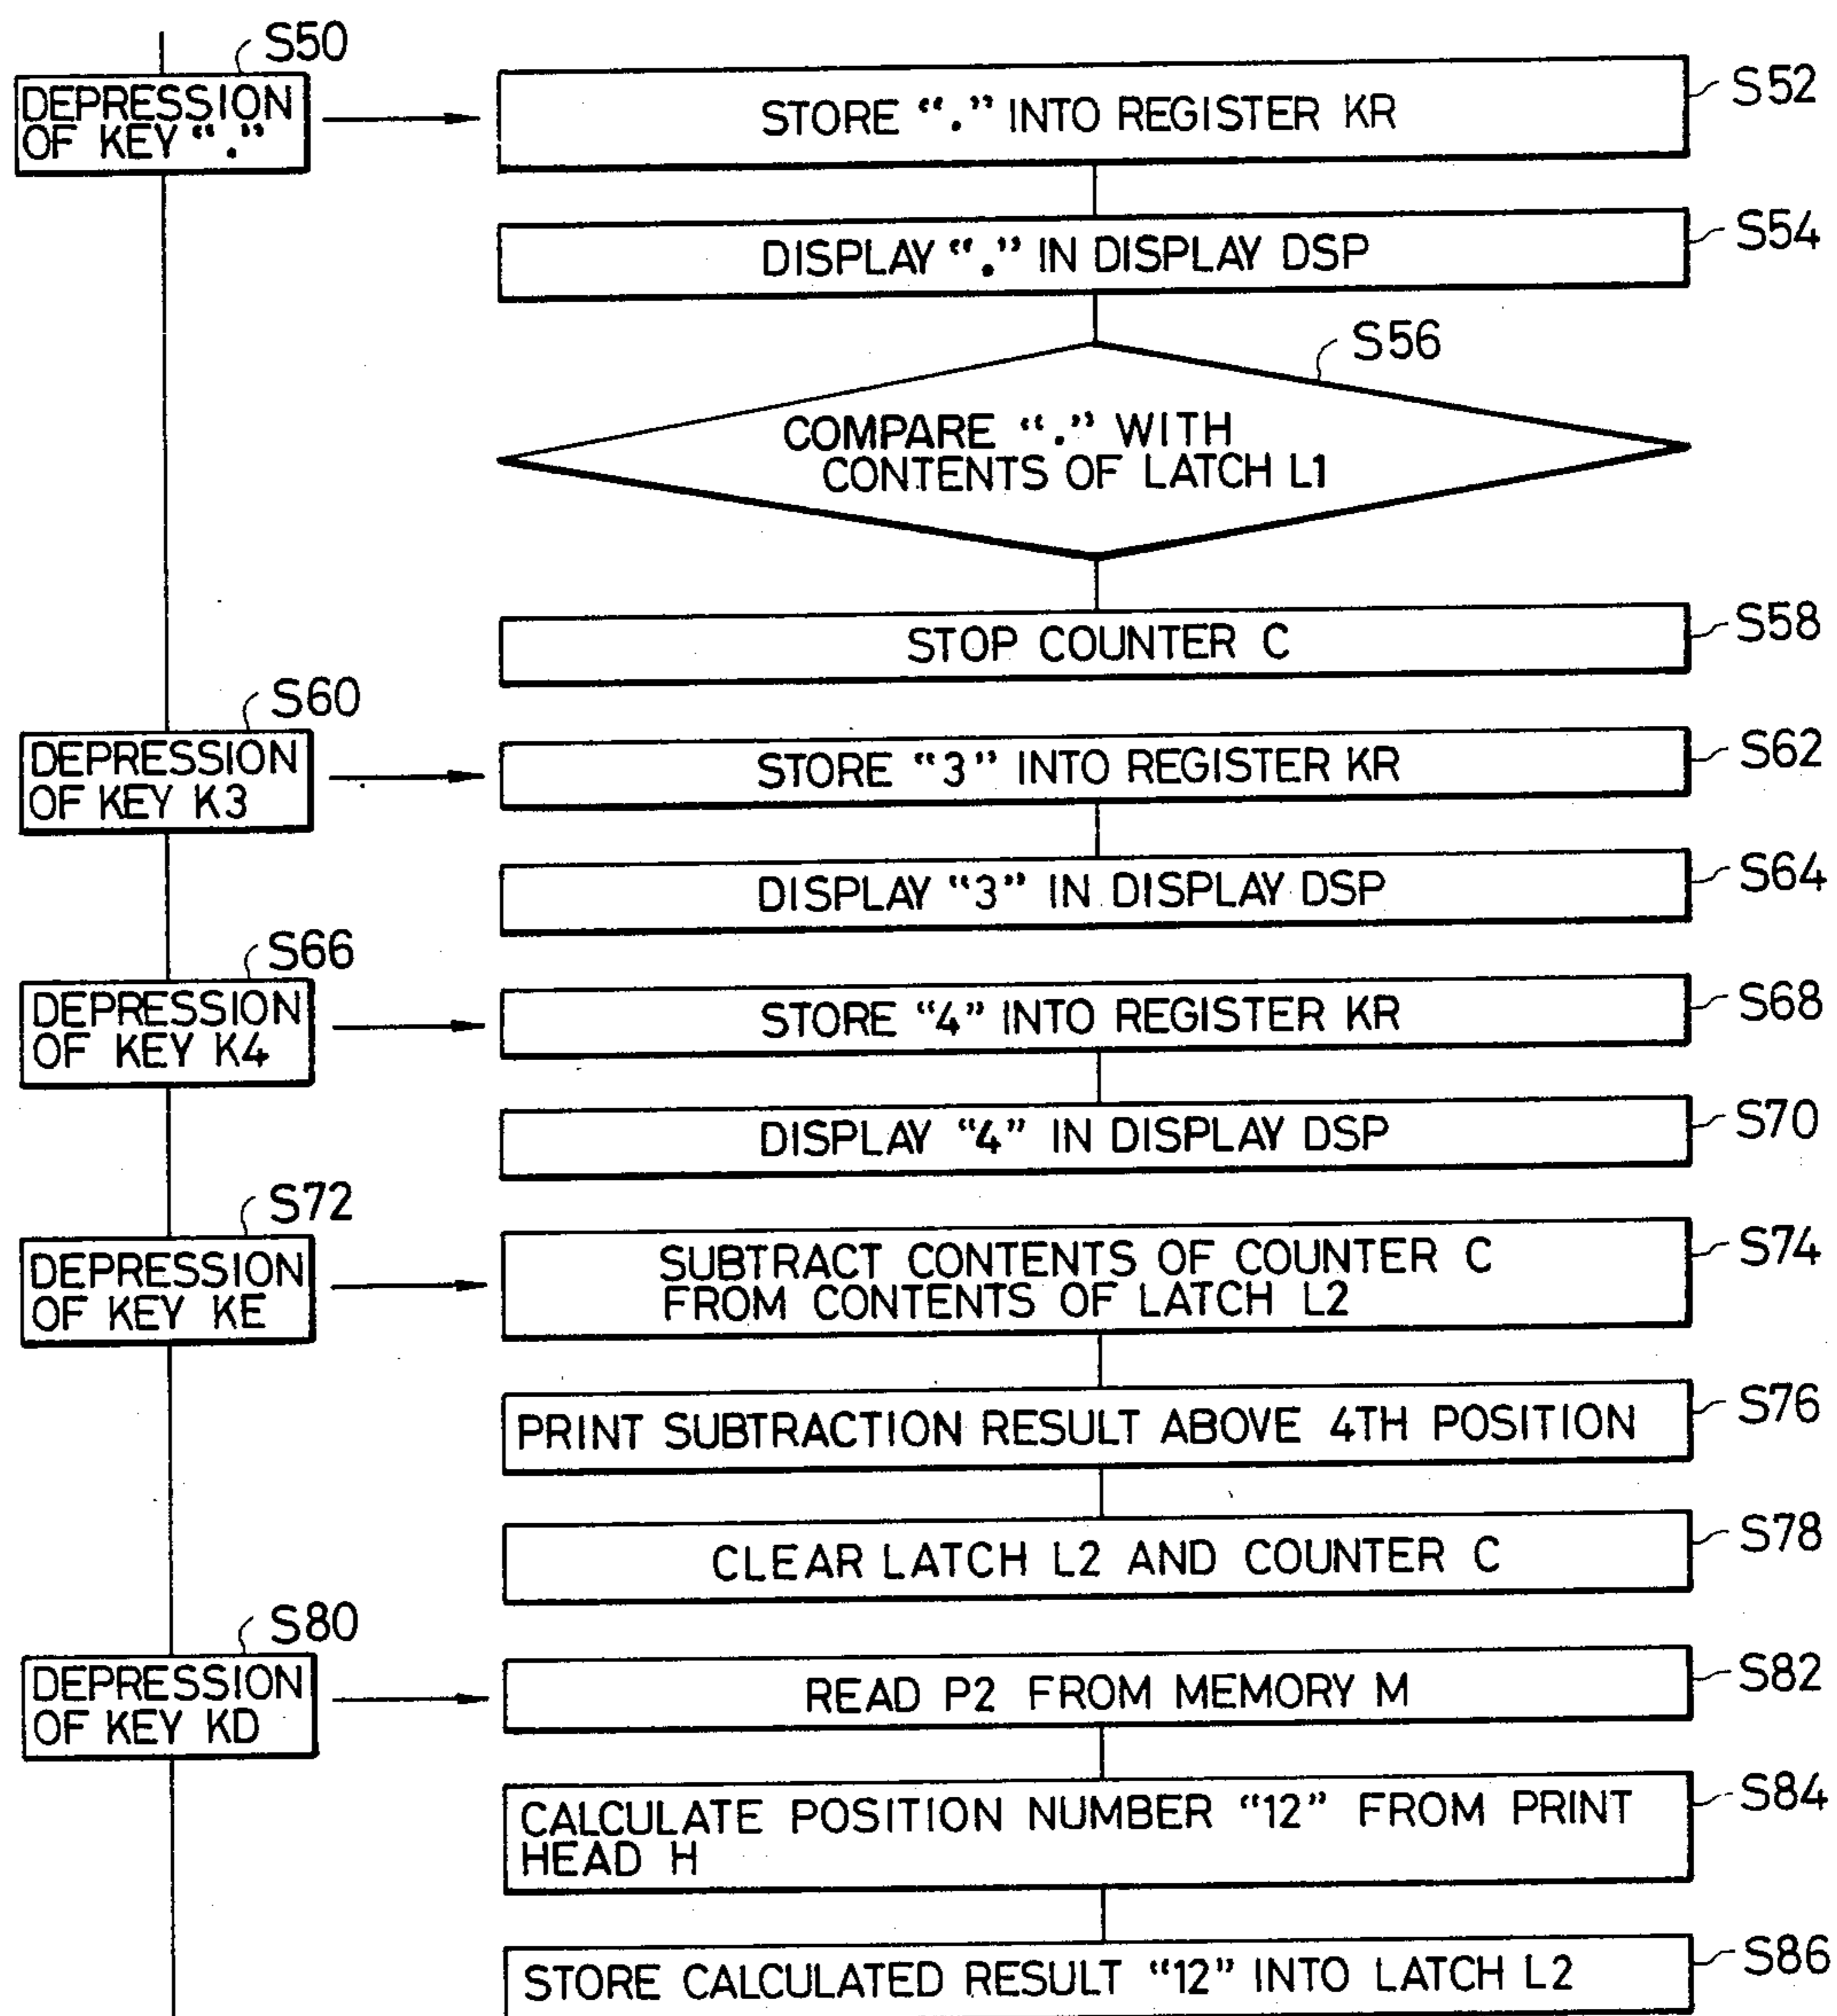 S50
DEPRESSION
OF KEY "."
STORE "." INTO REGISTER KR
S52
DISPLAY "." IN DISPLAY DSP
S54
S56
COMPARE "." WITH
CONTENTS OF LATCH L1
STOP COUNTER C
S58
S60
DEPRESSION
OF KEY K3
STORE "3" INTO REGISTER KR
S62
DISPLAY "3" IN DISPLAY DSP
S64
S66
DEPRESSION
OF KEY K4
STORE "4" INTO REGISTER KR
S68
DISPLAY "4" IN DISPLAY DSP
S70
S72
DEPRESSION
OF KEY KE
SUBTRACT CONTENTS OF COUNTER C
FROM CONTENTS OF LATCH L2
S74
PRINT SUBTRACTION RESULT ABOVE 4TH POSITION
S76
CLEAR LATCH L2 AND COUNTER C
S78
S80
DEPRESSION
OF KEY KD
READ P2 FROM MEMORY M
S82
CALCULATE POSITION NUMBER "12" FROM PRINT
HEAD H
S84
STORE CALCULATED RESULT "12" INTO LATCH L2
S86